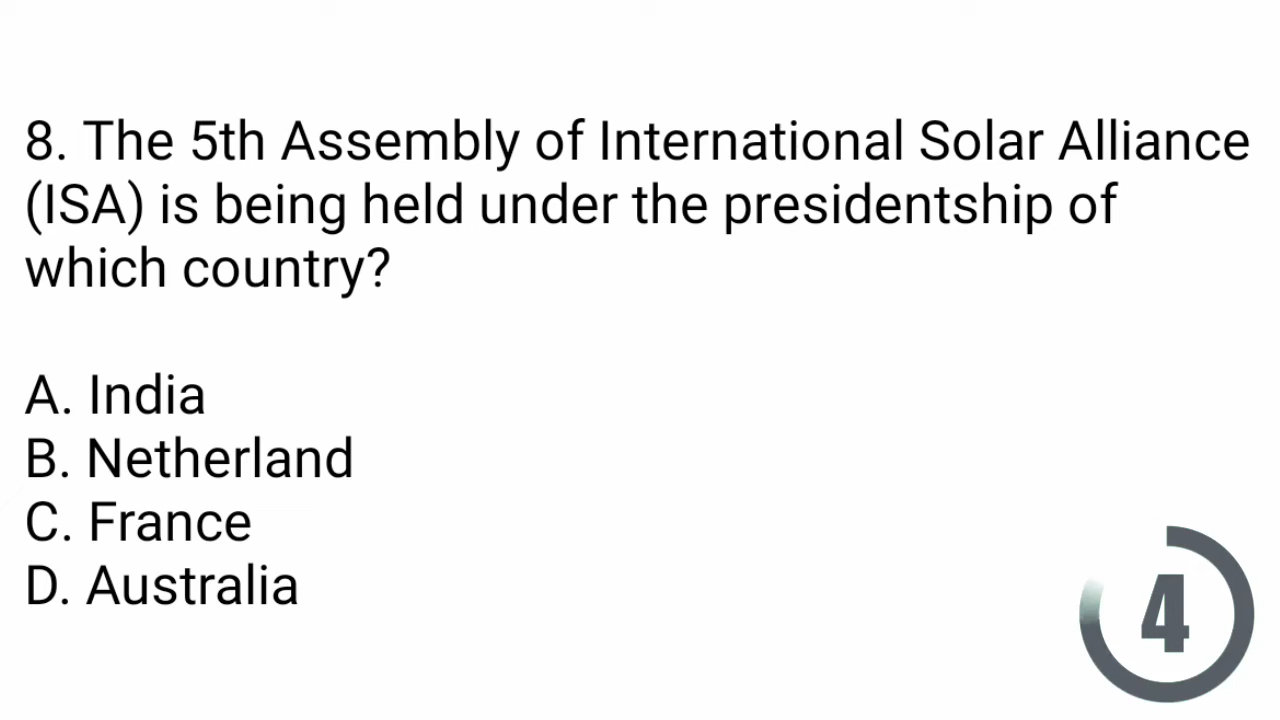 8. The 5th Assembly of International Solar Alliance
(ISA) is being held under the presidentship of
which country?
A. India
B. Netherland
C. France
D. Australia
4